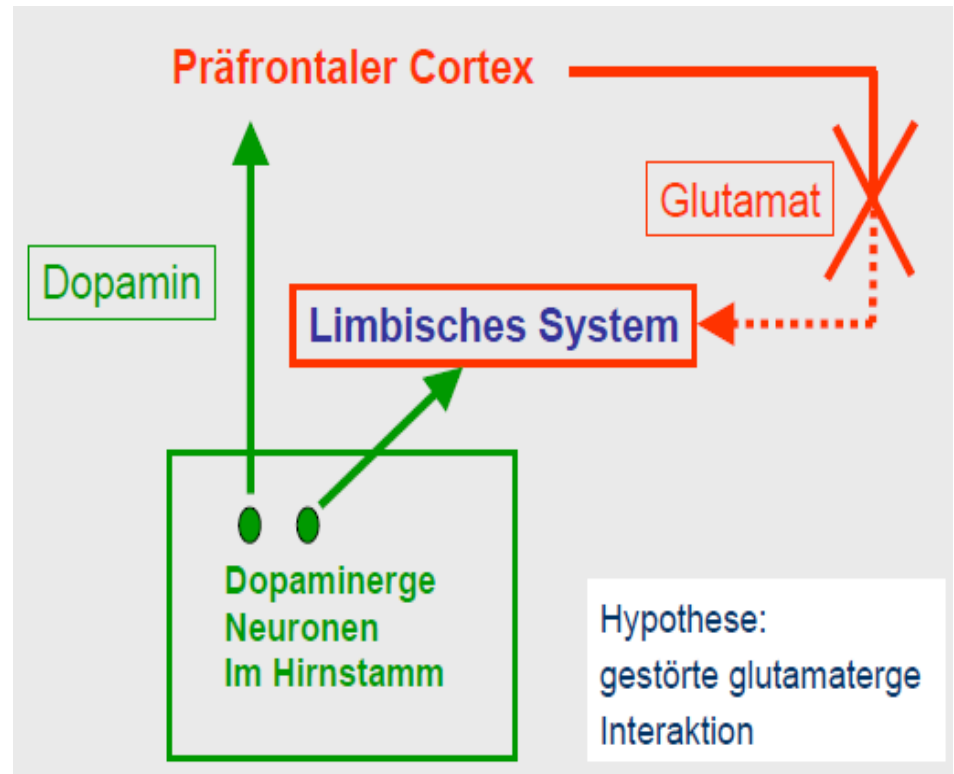 Präfrontaler Cortex
Glutamat
Dopamin
Limbisches System
Dopaminerge
Neuronen
Im Hirnstamm
Hypothese:
gestörte glutamaterge
Interaktion